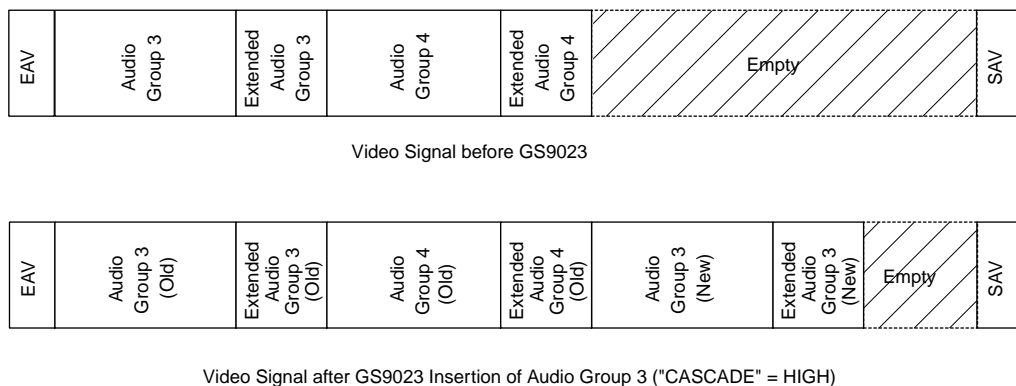 EAV
Audio
Group 3
Extended
Audio
Group 3
Audio
Group 4
Extended
Audio
Group 4
Empty
SAV
Video Signal before GS9023
EAV
Audio
Group 3
(Old)
Extended
Audio
Group 3
(Old)
Audio
Group 4
(Old)
Extended
Audio
Group 4
(Old)
Audio
Group 3
(New)
Extended
Audio
Group 3
(New)
Empty
SAV
Video Signal after GS9023 Insertion of Audio Group 3 ("CASCADE" = HIGH)